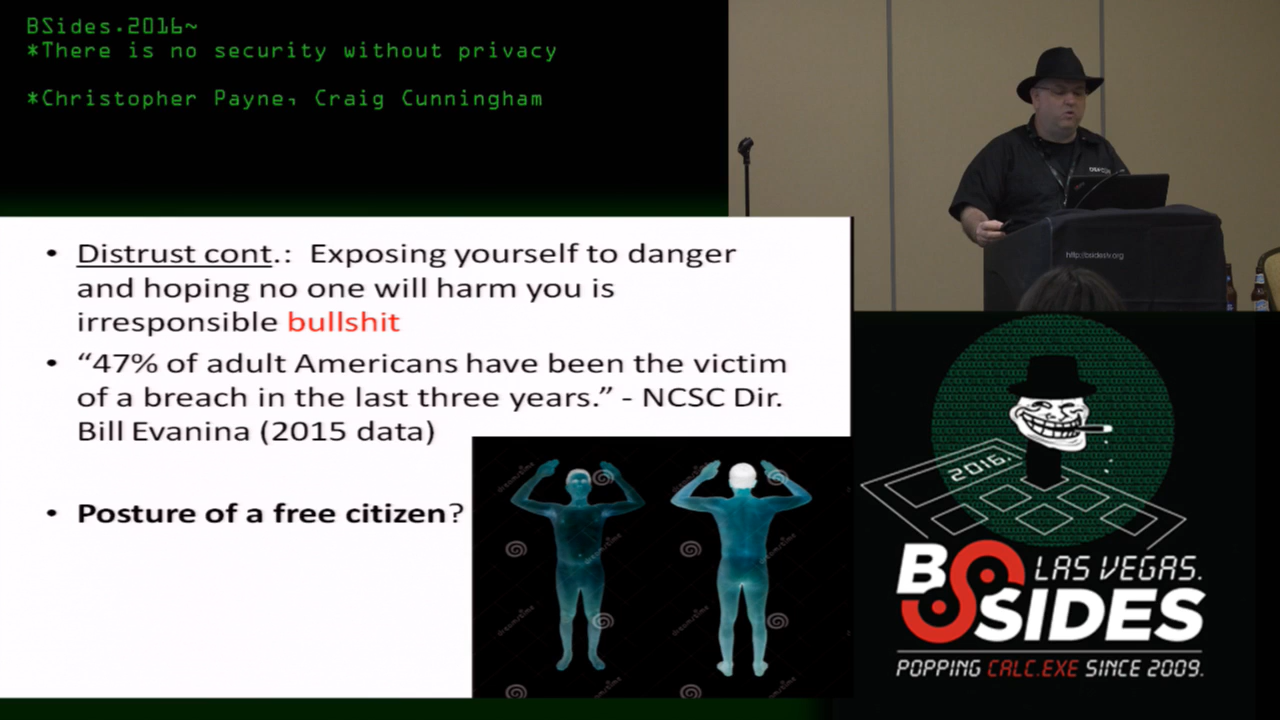 BSides.2016~
*There is no security without privacy
*Christopher Payne, Craig Cunningham
http://bsideslv.org
• Distrust cont.: Exposing yourself to danger
and hoping no one will harm you is
irresponsible bullshit
• “47% of adult Americans have been the victim
of a breach in the last three years.” - NCSC Dir.
Bill Evanina (2015 data)
• Posture of a free citizen?
2016.
BSIDES
LAS VEGAS.
POPPING CALC.EXE SINCE 2009.